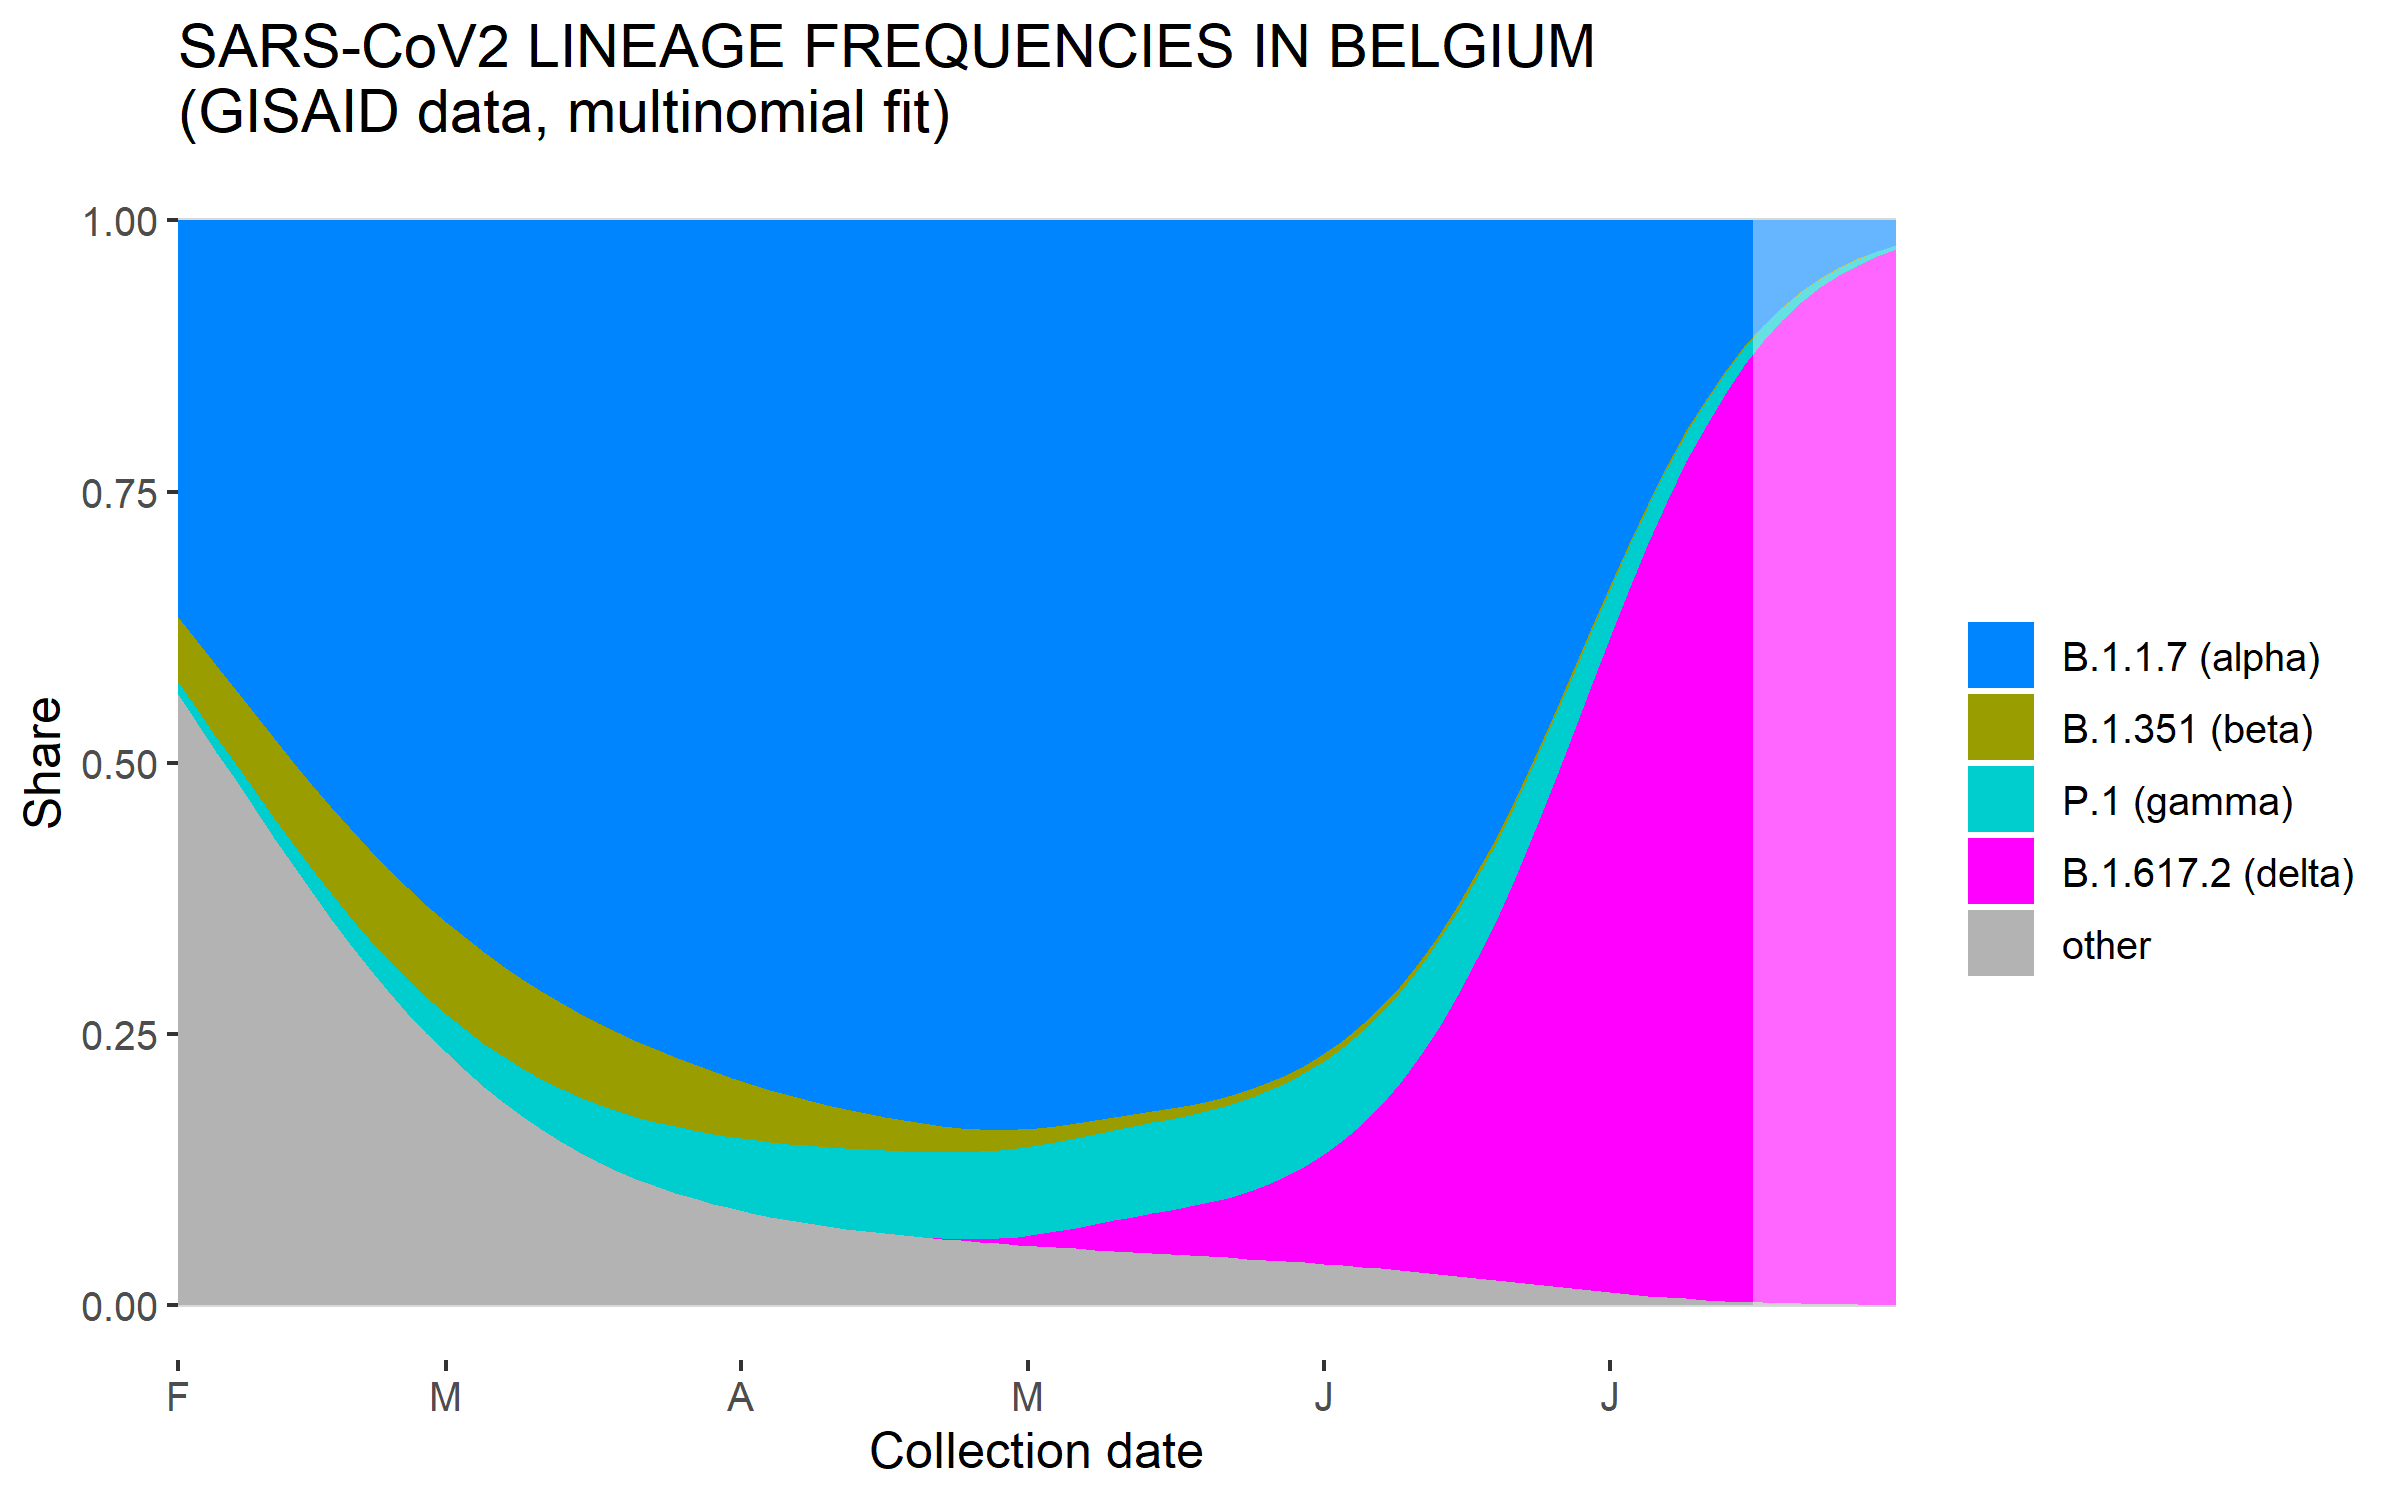 SARS-CoV2 LINEAGE FREQUENCIES IN BELGIUM
(GISAID data, multinomial fit)
1.00
0.75
0.50
0.25
0.00
Share
F M A M J J
Collection date
B.1.1.7 (alpha)
B.1.351 (beta)
P.1 (gamma)
B.1.617.2 (delta)
other